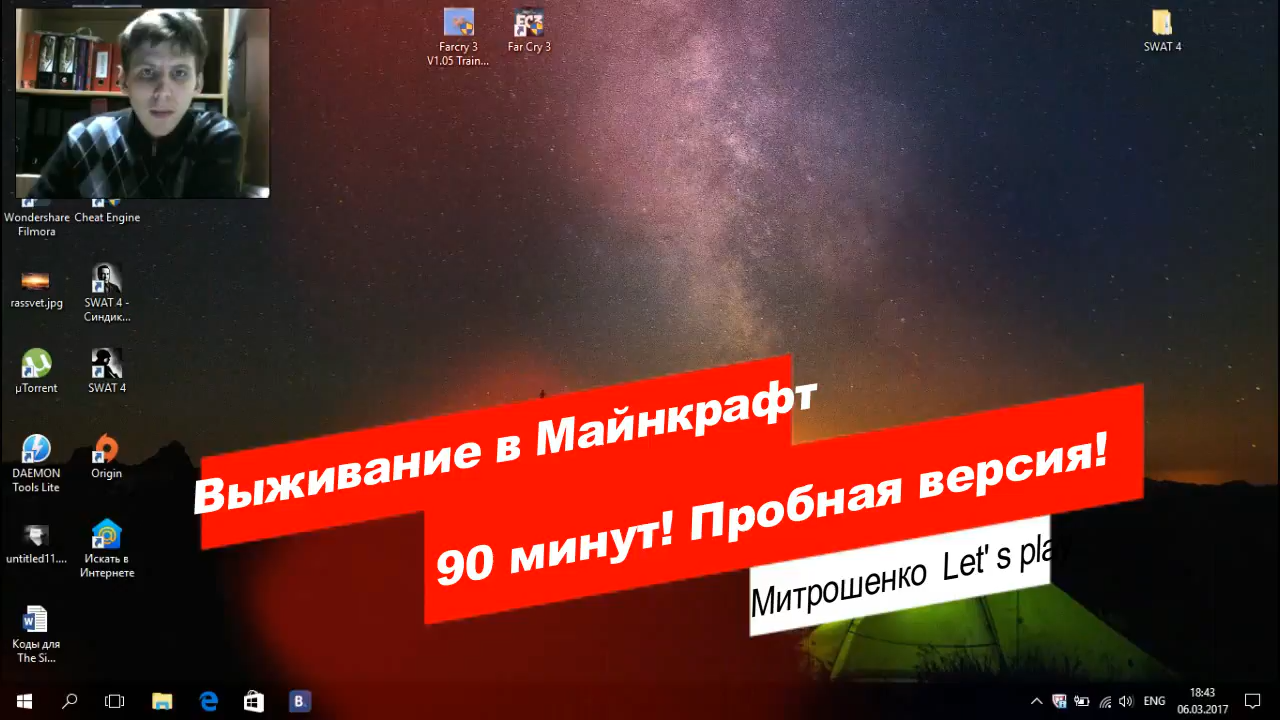 Farcry 3
V1.05 Train...
Far Cry 3
SWAT 4
Wondershare
Filmora
Cheat Engine
rassvet.jpg
SWAT 4 -
Синдик...
µTorrent
SWAT 4
DAEMON
Tools Lite
Origin
untitled11....
Искать в
Интернете
Коды для
The Si...
Выживание в Майнкрафт
90 минут! Пробная версия!
Митрошенко Let' s play
ENG
18:43
06.03.2017